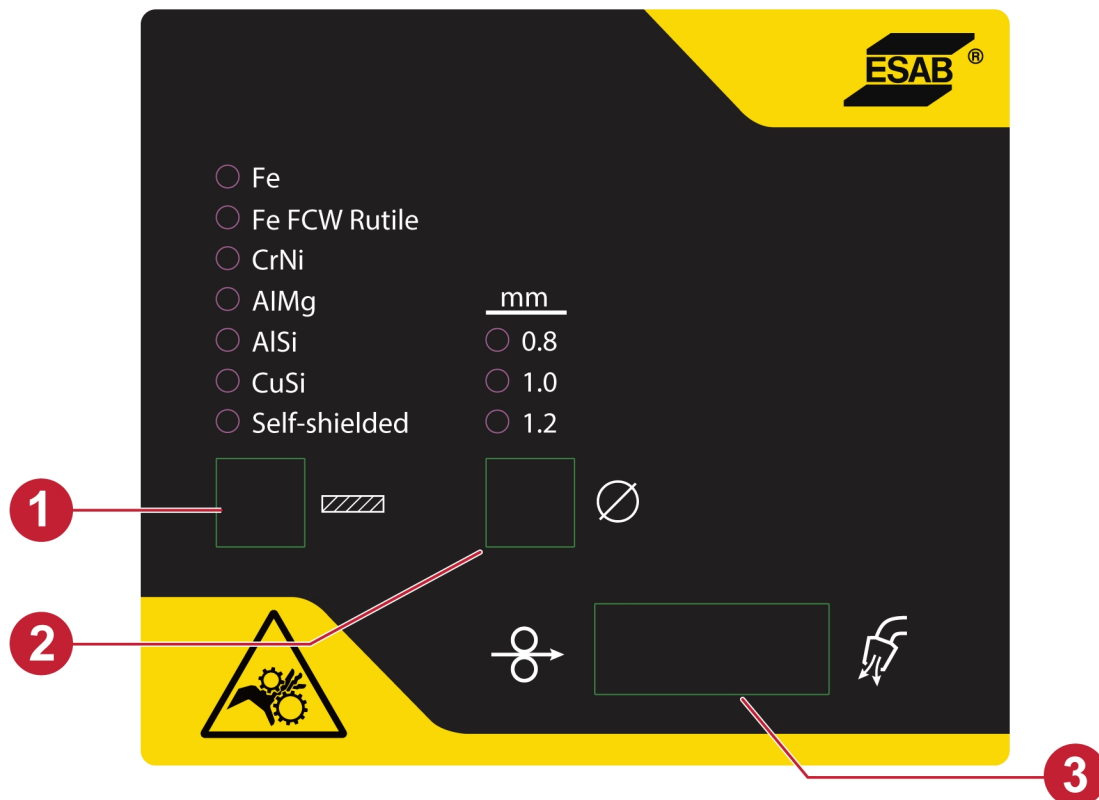 ESAB ®
Fe
Fe FCW Rutile
CrNi
AlMg
AlSi
CuSi
Self-shielded
mm
0.8
1.0
1.2
1
2
3